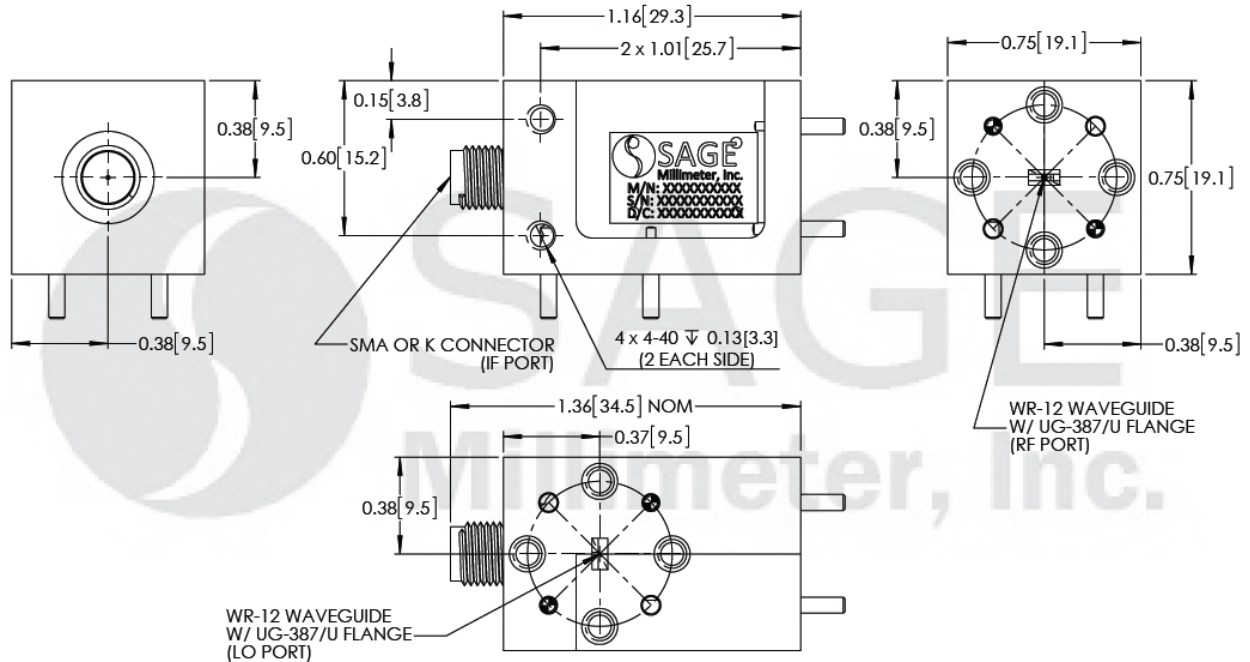 1.16[29.3]
2 x 1.01[25.7]
0.75[19.1]
0.15[3.8]
0.38[9.5]
0.60[15.2]
0.38[9.5]
0.75[19.1]
SAGE
Millimeter, Inc.
M/N: XXXXXXXXXX
S/N: XXXXXXXXXXX
D/C: XXXXXXXXXXX
SAGE
Millimeter, Inc.
0.38[9.5]
SMA OR K CONNECTOR
(IF PORT)
4 x 4-40 ↧ 0.13[3.3]
(2 EACH SIDE)
0.38[9.5]
1.36[34.5] NOM
0.37[9.5]
0.38[9.5]
WR-12 WAVEGUIDE
W/ UG-387/U FLANGE
(RF PORT)
WR-12 WAVEGUIDE
W/ UG-387/U FLANGE
(LO PORT)